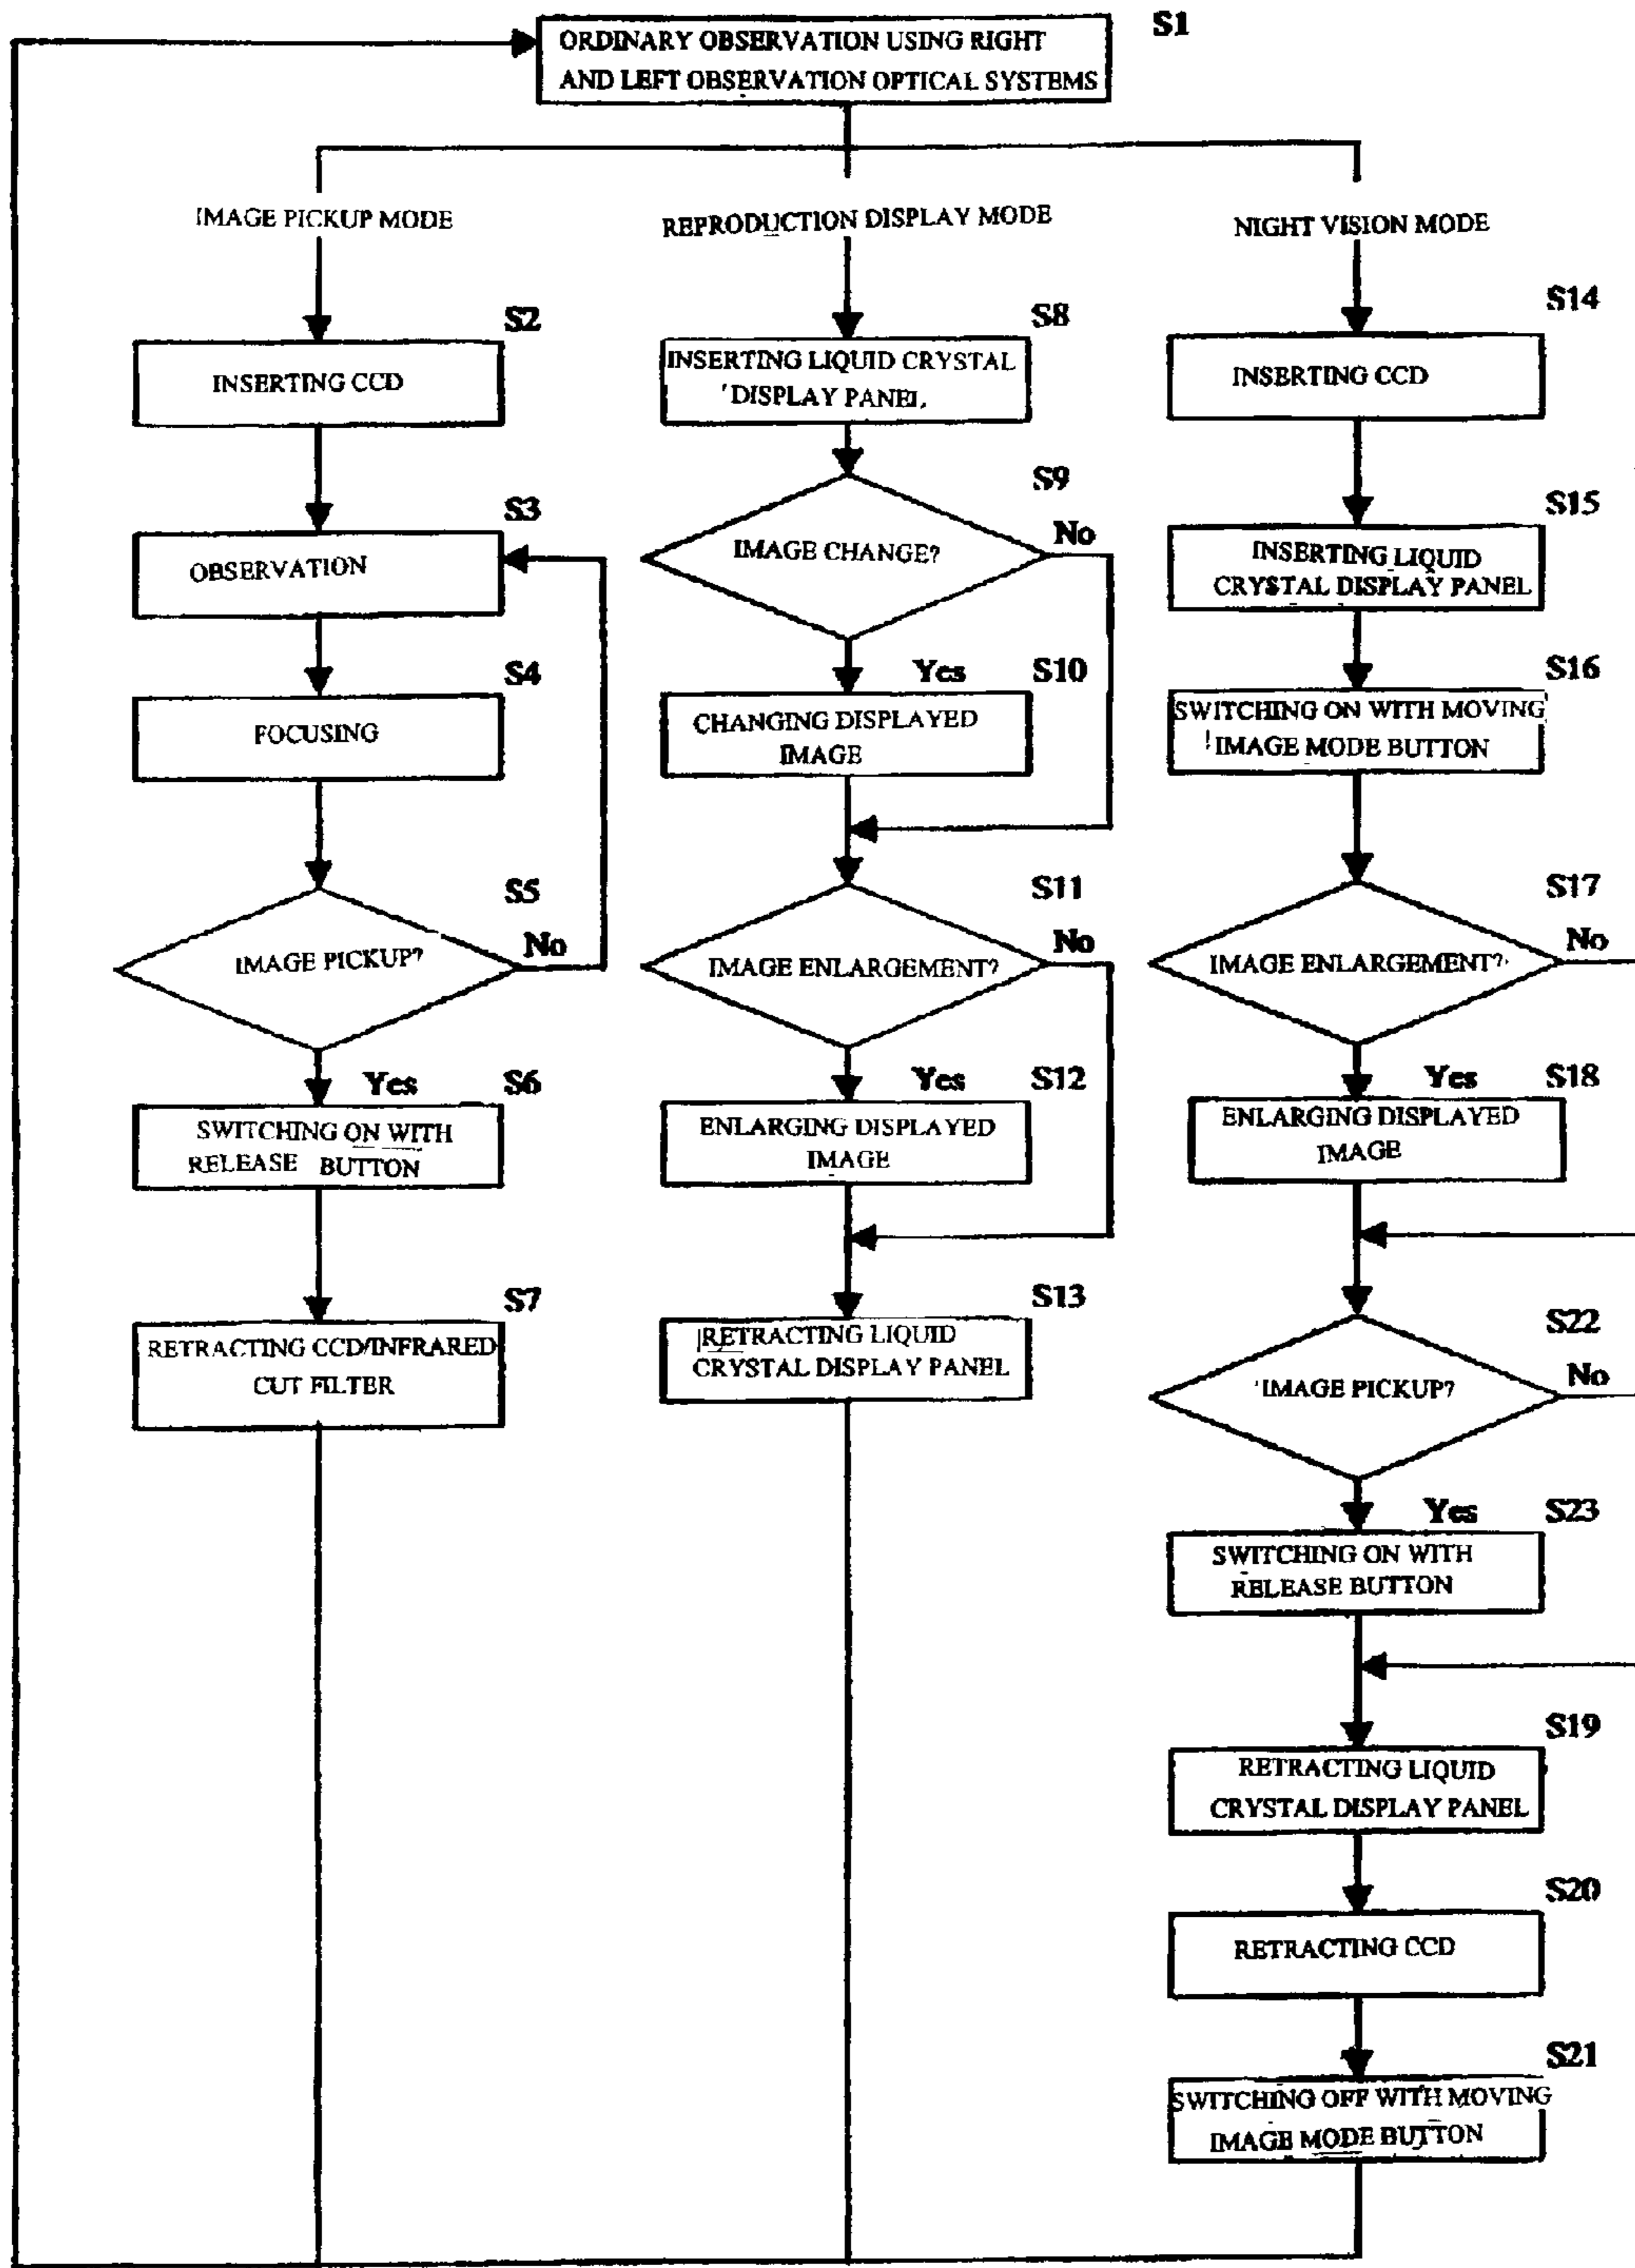 S1
ORDINARY OBSERVATION USING RIGHT
AND LEFT OBSERVATION OPTICAL SYSTEMS
IMAGE PICKUP MODE
S2
INSERTING CCD
S3
OBSERVATION
S4
FOCUSING
S5
IMAGE PICKUP?
No
Yes
S6
SWITCHING ON WITH
RELEASE BUTTON
S7
RETRACTING CCD/INFRARED
CUT FILTER
REPRODUCTION DISPLAY MODE
S8
INSERTING LIQUID CRYSTAL
DISPLAY PANEL
S9
IMAGE CHANGE?
No
Yes
S10
CHANGING DISPLAYED
IMAGE
S11
IMAGE ENLARGEMENT?
No
Yes
S12
ENLARGING DISPLAYED
IMAGE
S13
RETRACTING LIQUID
CRYSTAL DISPLAY PANEL
NIGHT VISION MODE
S14
INSERTING CCD
S15
INSERTING LIQUID
CRYSTAL DISPLAY PANEL
S16
SWITCHING ON WITH MOVING
IMAGE MODE BUTTON
S17
IMAGE ENLARGEMENT?
No
Yes
S18
ENLARGING DISPLAYED
IMAGE
S22
IMAGE PICKUP?
No
Yes
S23
SWITCHING ON WITH
RELEASE BUTTON
S19
RETRACTING LIQUID
CRYSTAL DISPLAY PANEL
S20
RETRACTING CCD
S21
SWITCHING OFF WITH MOVING
IMAGE MODE BUTTON